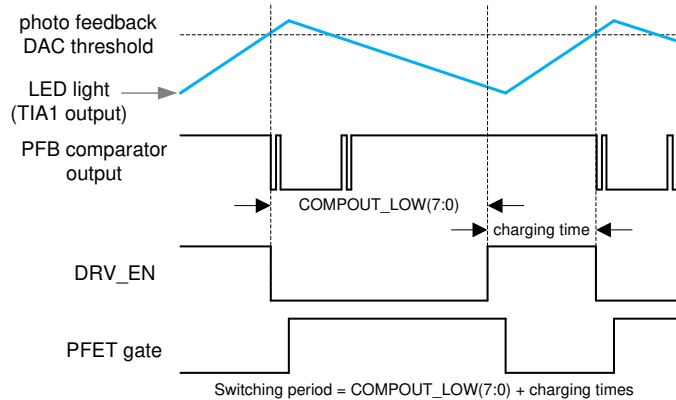 photo feedback
DAC threshold
LED light
(TIA1 output)
PFB comparator
output
COMPOUT_LOW(7:0)
charging time
DRV_EN
PFET gate
Switching period = COMPOUT_LOW(7:0) + charging times